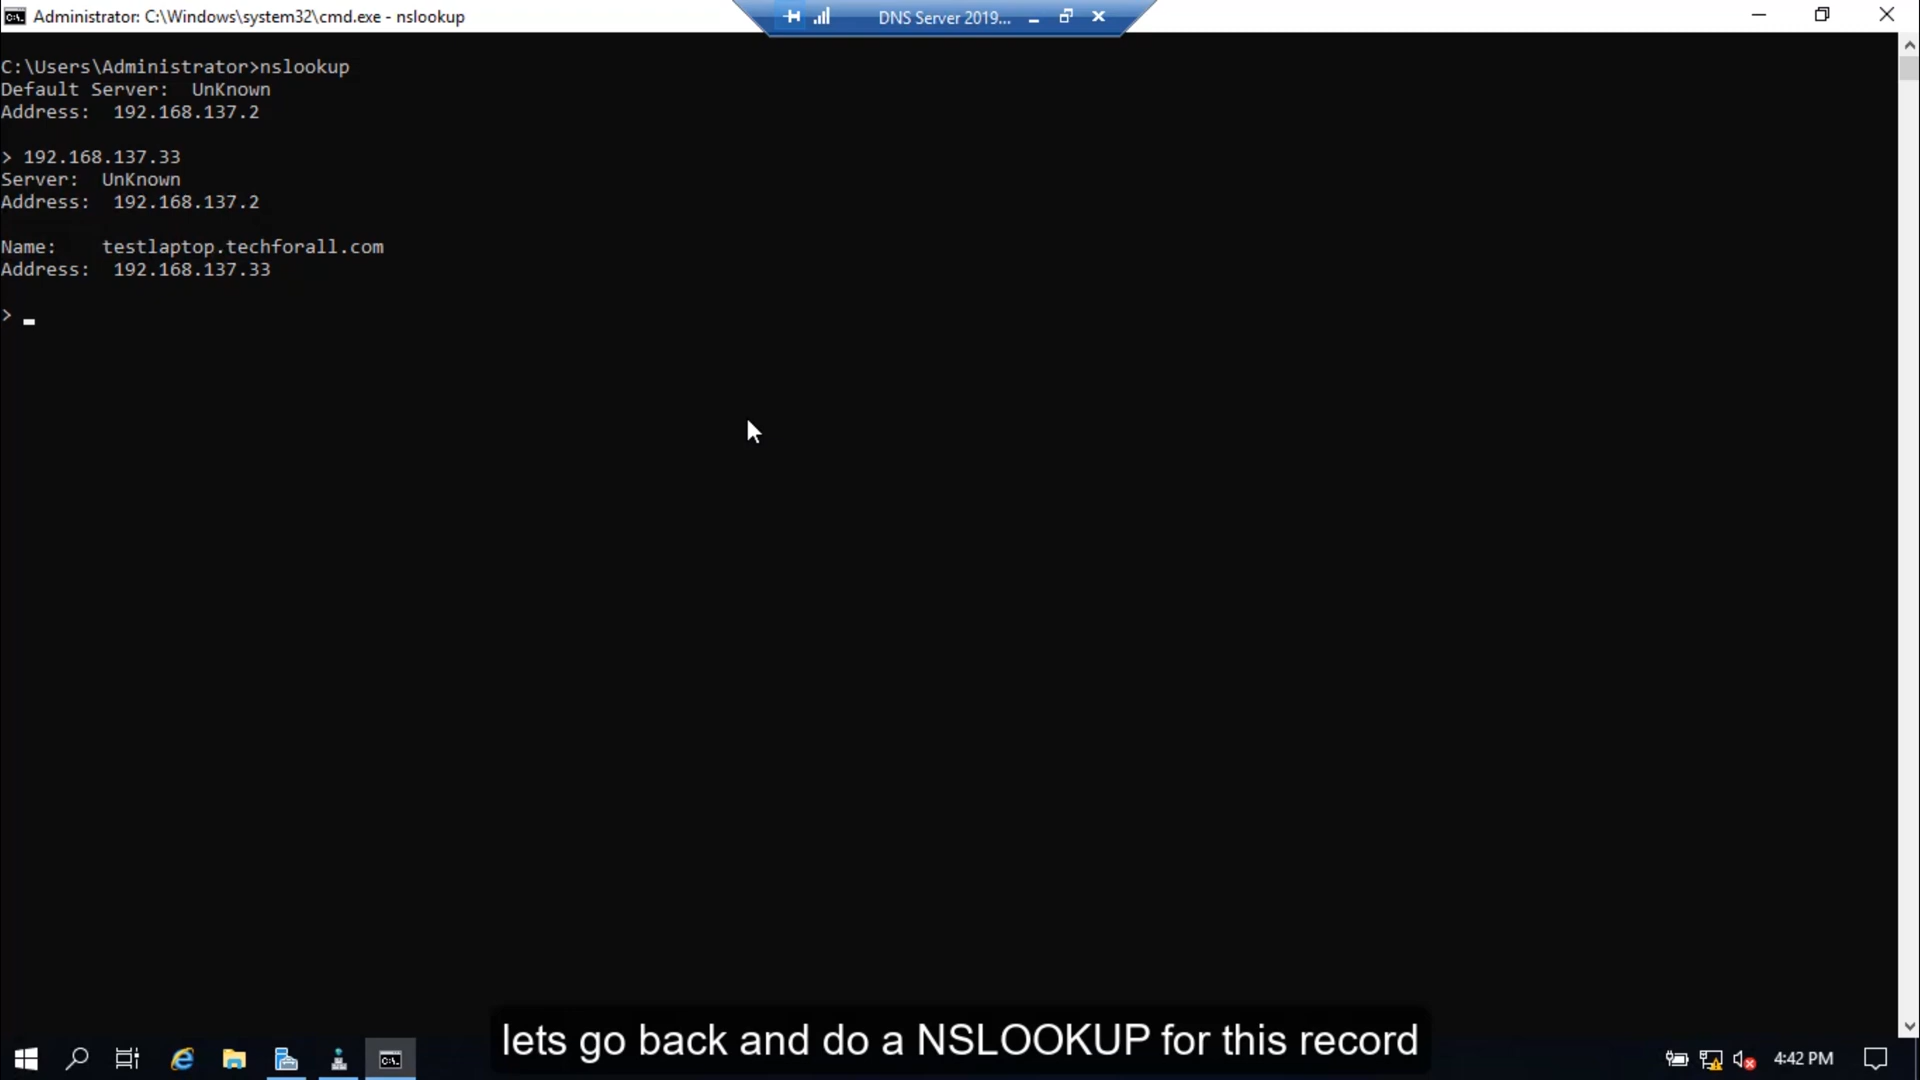 Administrator: C:\Windows\system32\cmd.exe - nslookup
DNS Server 2019...
C:\Users\Administrator>nslookup
Default Server:  UnKnown
Address:  192.168.137.2
> 192.168.137.33
Server:  UnKnown
Address:  192.168.137.2
Name:    testlaptop.techforall.com
Address:  192.168.137.33
>
lets go back and do a NSLOOKUP for this record
4:42 PM